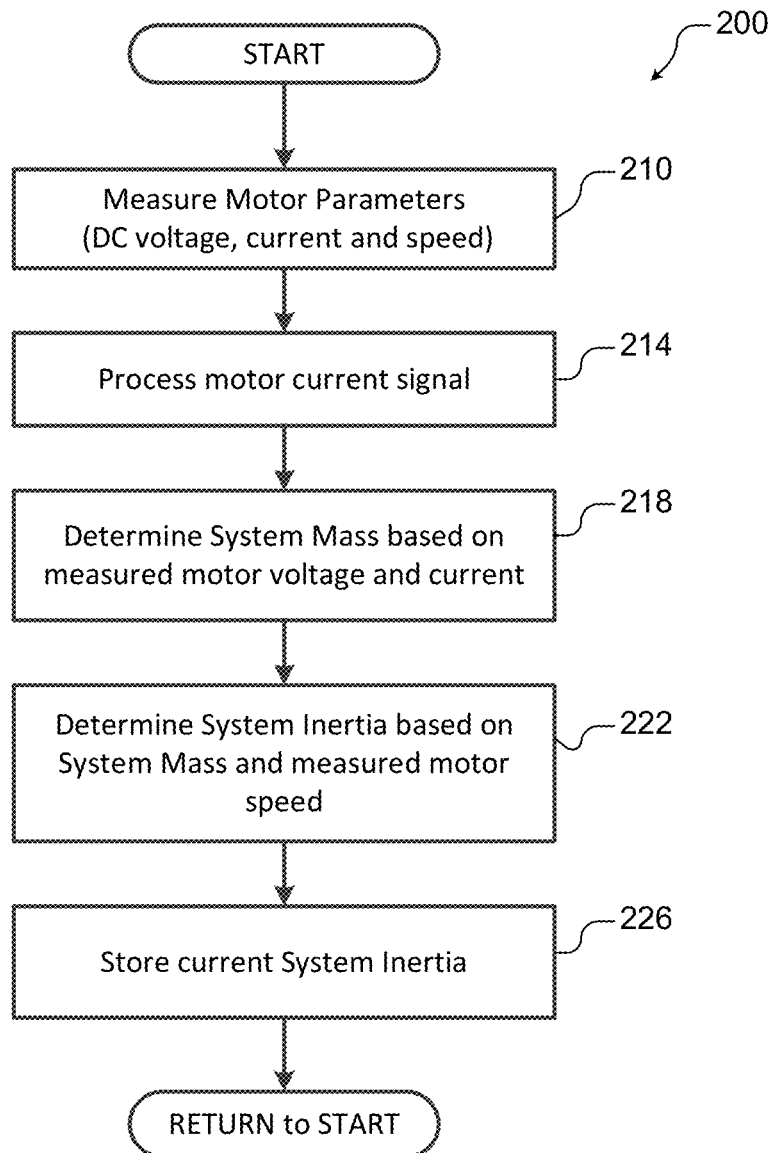 START
200
210
Measure Motor Parameters
(DC voltage, current and speed)
214
Process motor current signal
218
Determine System Mass based on
measured motor voltage and current
222
Determine System Inertia based on
System Mass and measured motor
speed
226
Store current System Inertia
RETURN to START